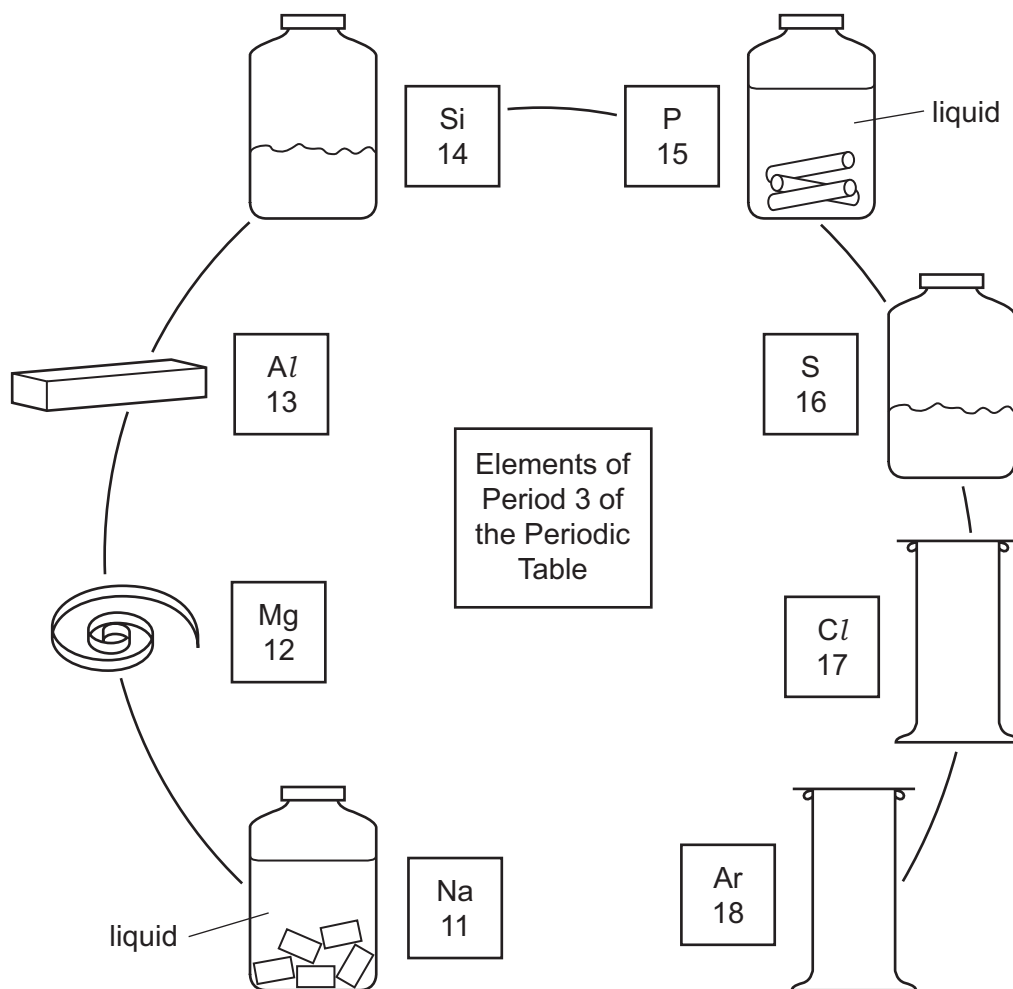 Si
14
P
15
liquid
Al
13
S
16
Elements of
Period 3 of
the Periodic
Table
Mg
12
Cl
17
Na
11
liquid
Ar
18